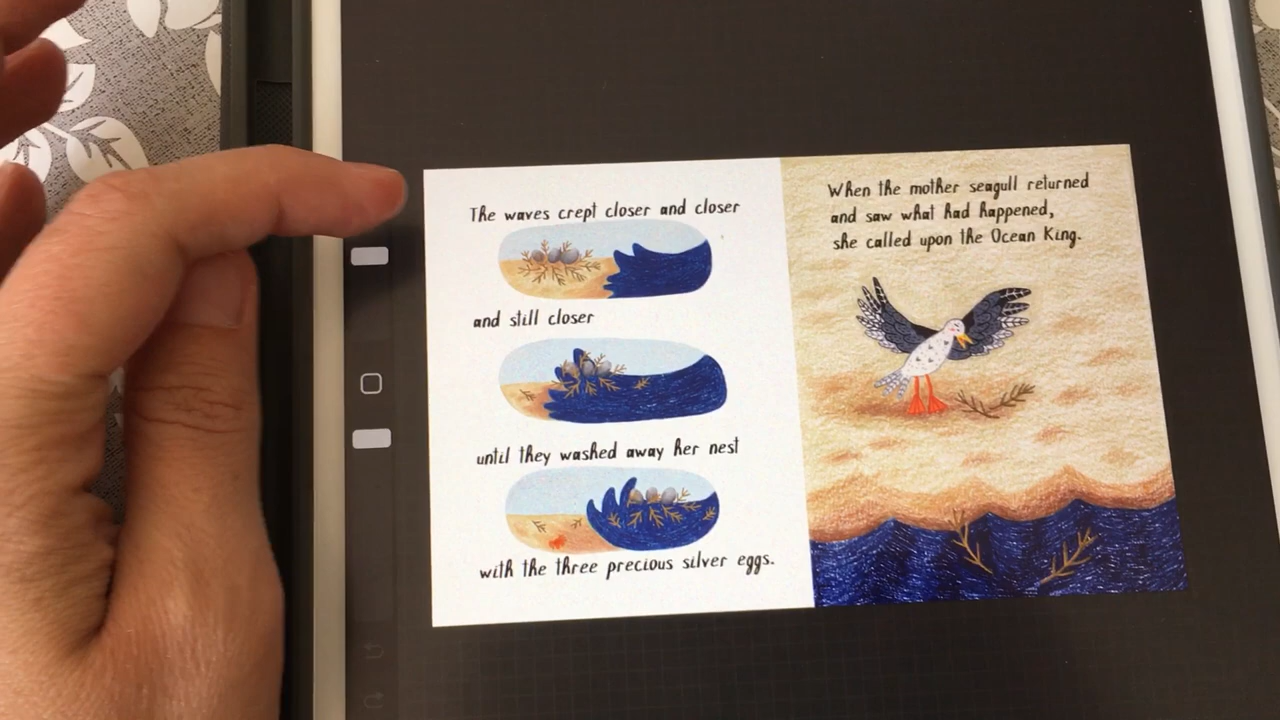 The waves crept closer and closer
and still closer
until they washed away her nest
with the three precious silver eggs.
When the mother seagull returned
and saw what had happened,
she called upon the Ocean King.